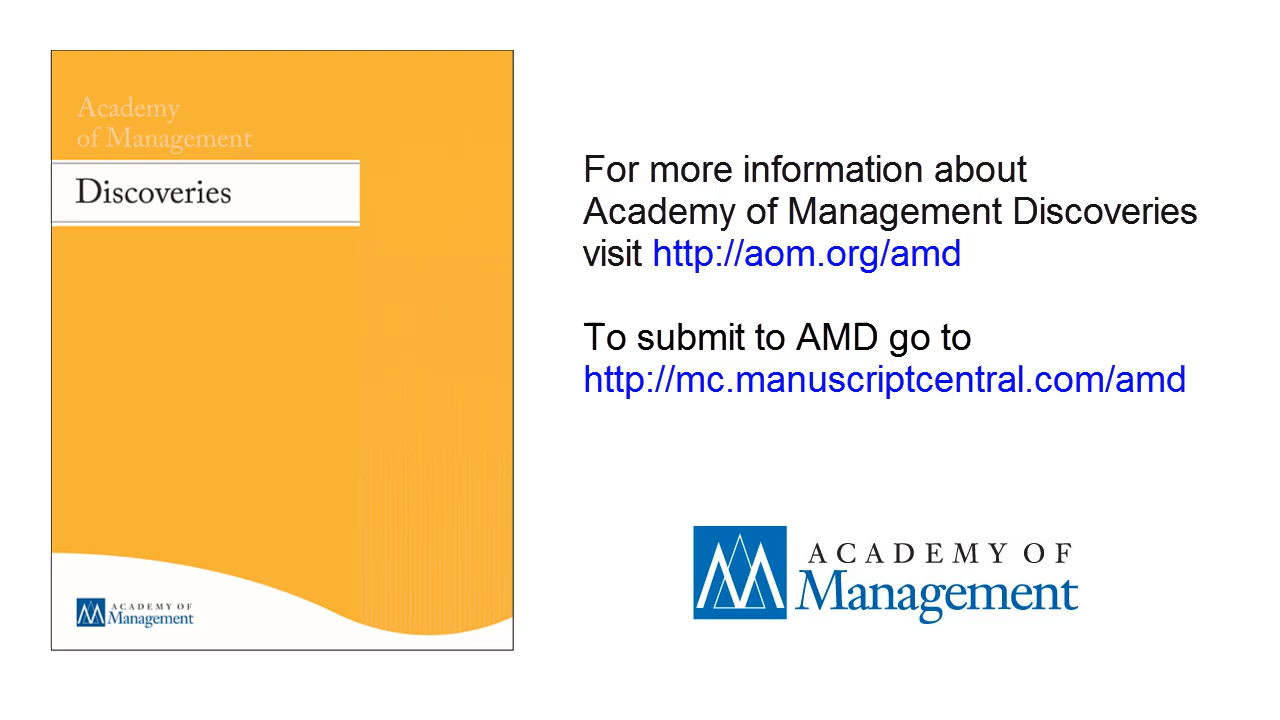 Academy
of Management
Discoveries
ACADEMY OF
Management
For more information about
Academy of Management Discoveries
visit http://aom.org/amd
To submit to AMD go to
http://mc.manuscriptcentral.com/amd
ACADEMY OF
Management